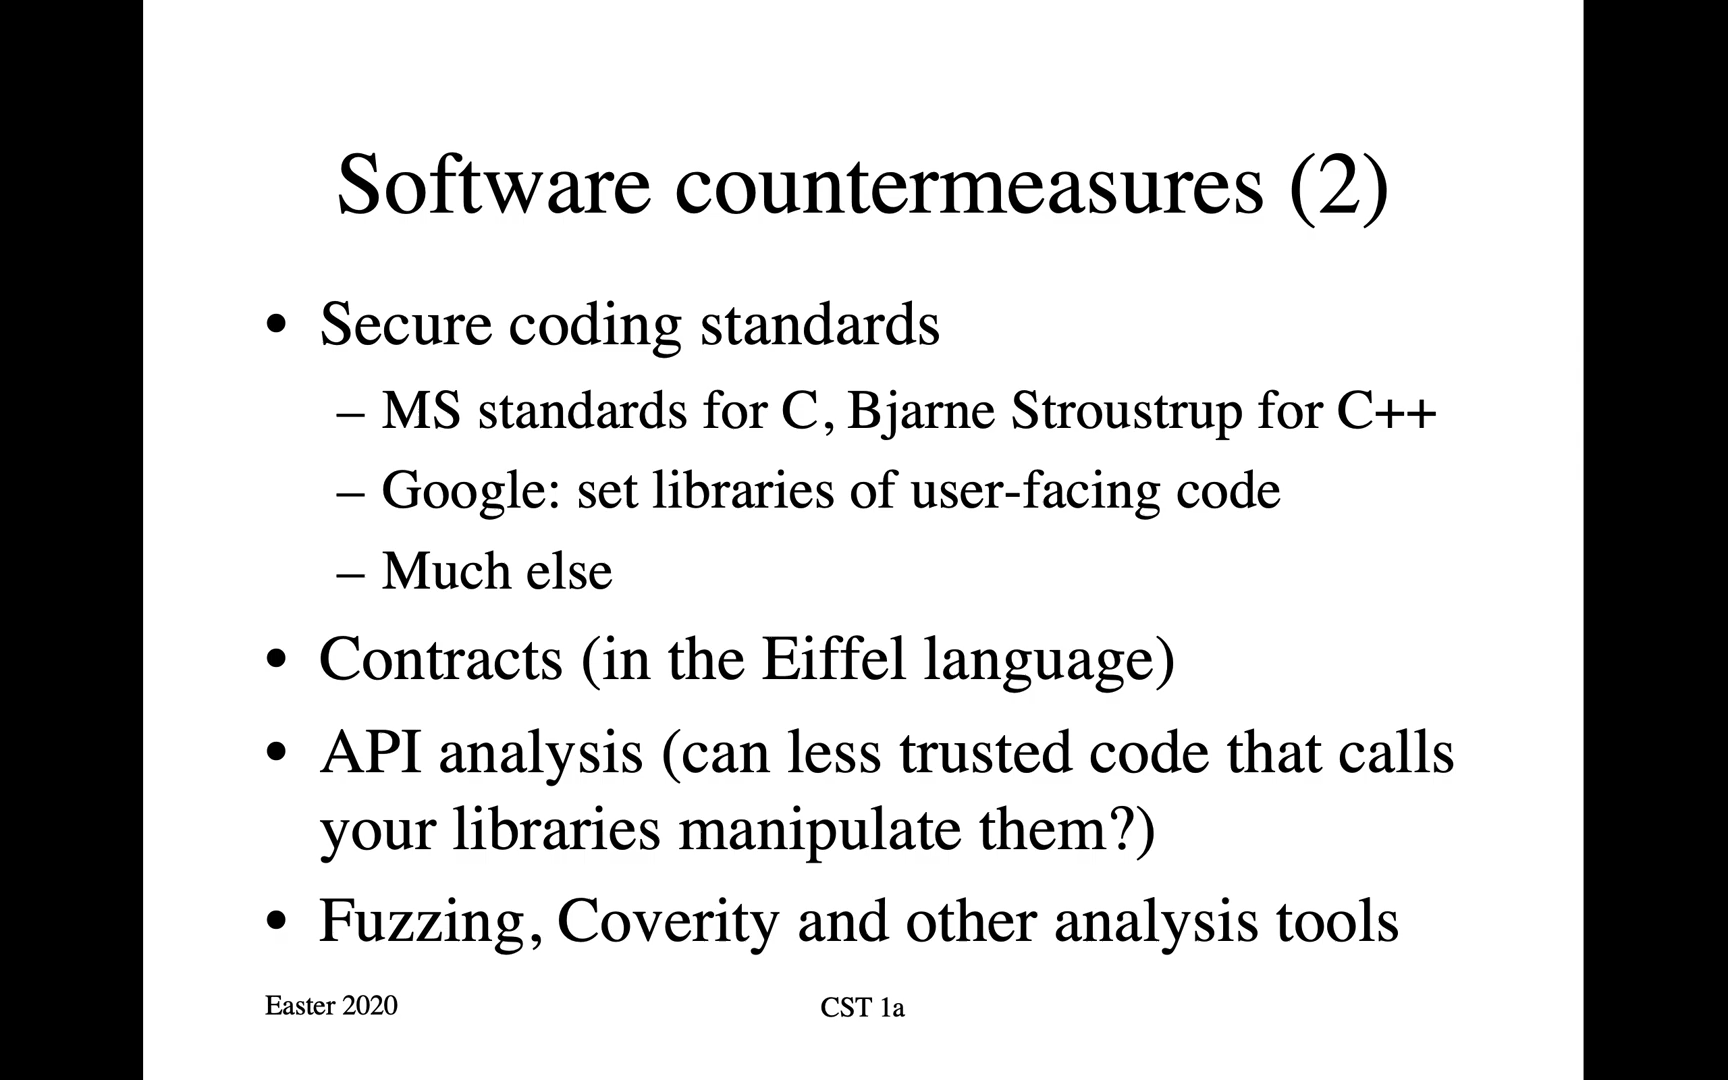 Software countermeasures (2)
• Secure coding standards
– MS standards for C, Bjarne Stroustrup for C++
– Google: set libraries of user-facing code
– Much else
• Contracts (in the Eiffel language)
• API analysis (can less trusted code that calls
your libraries manipulate them?)
• Fuzzing, Coverity and other analysis tools
Easter 2020
CST 1a